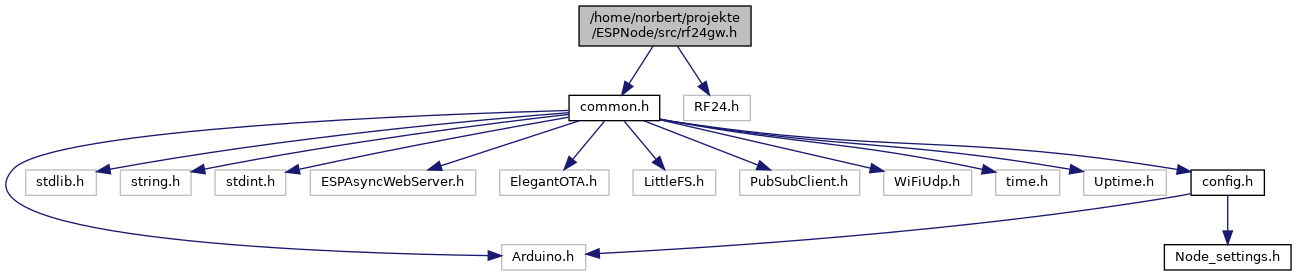 /home/norbert/projekte
/ESPNode/src/rf24gw.h
common.h
RF24.h
stdlib.h
string.h
stdint.h
ESPAsyncWebServer.h
ElegantOTA.h
LittleFS.h
PubSubClient.h
WiFiUdp.h
time.h
Uptime.h
config.h
Arduino.h
Node_settings.h